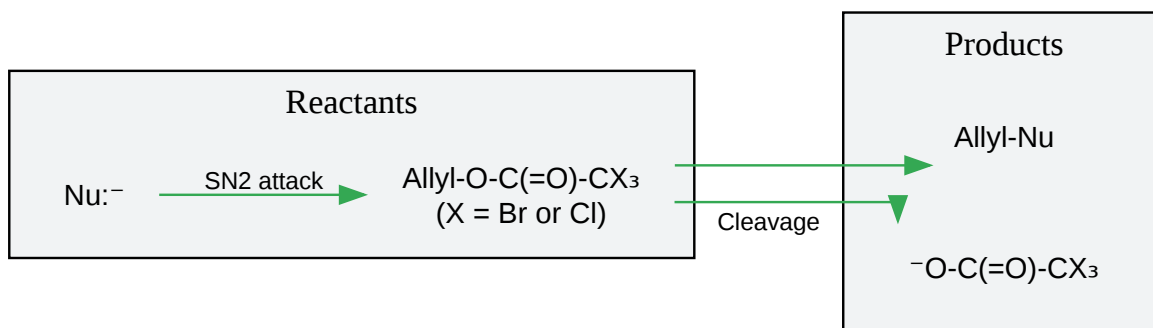 Reactants
Nu:⁻
SN2 attack
Allyl-O-C(=O)-CX₃
(X = Br or Cl)
Cleavage
Products
Allyl-Nu
⁻O-C(=O)-CX₃